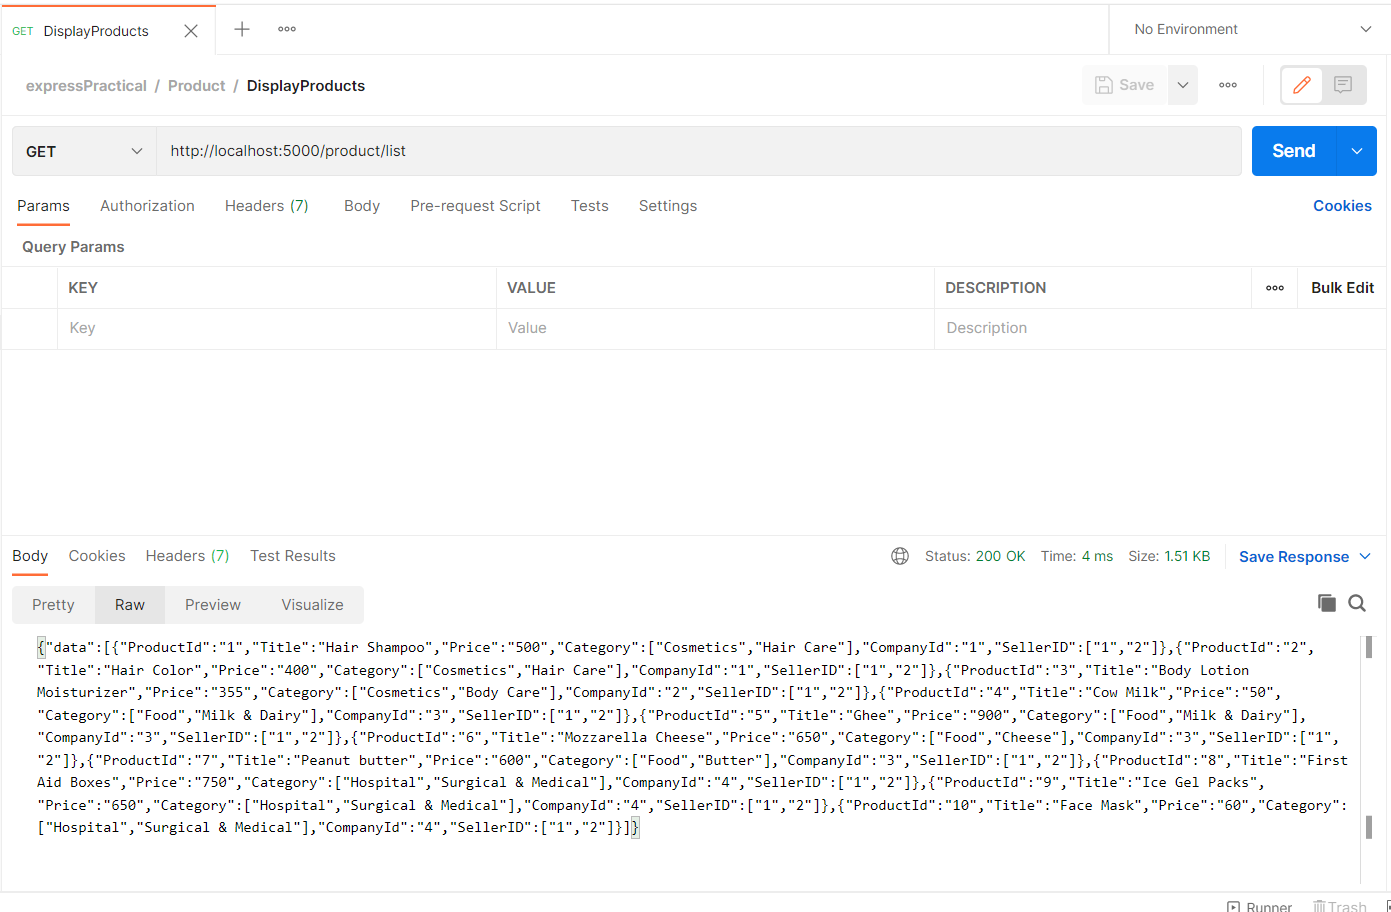 GET DisplayProducts
No Environment
expressPractical / Product / DisplayProducts
Save
GET
http://localhost:5000/product/list
Send
Params Authorization Headers (7) Body Pre-request Script Tests Settings Cookies
Query Params
KEY VALUE DESCRIPTION Bulk Edit
Key Value Description
Body Cookies Headers (7) Test Results Status: 200 OK Time: 4 ms Size: 1.51 KB Save Response
Pretty Raw Preview Visualize
{"data":[{"ProductId":"1","Title":"Hair Shampoo","Price":"500","Category":["Cosmetics","Hair Care"],"CompanyId":"1","SellerID":["1","2"]},{"ProductId":"2",
"Title":"Hair Color","Price":"400","Category":["Cosmetics","Hair Care"],"CompanyId":"1","SellerID":["1","2"]},{"ProductId":"3","Title":"Body Lotion
Moisturizer","Price":"355","Category":["Cosmetics","Body Care"],"CompanyId":"2","SellerID":["1","2"]},{"ProductId":"4","Title":"Cow Milk","Price":"50",
"Category":["Food","Milk & Dairy"],"CompanyId":"3","SellerID":["1","2"]},{"ProductId":"5","Title":"Ghee","Price":"900","Category":["Food","Milk & Dairy"],
"CompanyId":"3","SellerID":["1","2"]},{"ProductId":"6","Title":"Mozzarella Cheese","Price":"650","Category":["Food","Cheese"],"CompanyId":"3","SellerID":["1",
"2"]},{"ProductId":"7","Title":"Peanut butter","Price":"600","Category":["Food","Butter"],"CompanyId":"3","SellerID":["1","2"]},{"ProductId":"8","Title":"First
Aid Boxes","Price":"750","Category":["Hospital","Surgical & Medical"],"CompanyId":"4","SellerID":["1","2"]},{"ProductId":"9","Title":"Ice Gel Packs",
"Price":"650","Category":["Hospital","Surgical & Medical"],"CompanyId":"4","SellerID":["1","2"]},{"ProductId":"10","Title":"Face Mask","Price":"60","Category":
["Hospital","Surgical & Medical"],"CompanyId":"4","SellerID":["1","2"]}]}
Runner Trash